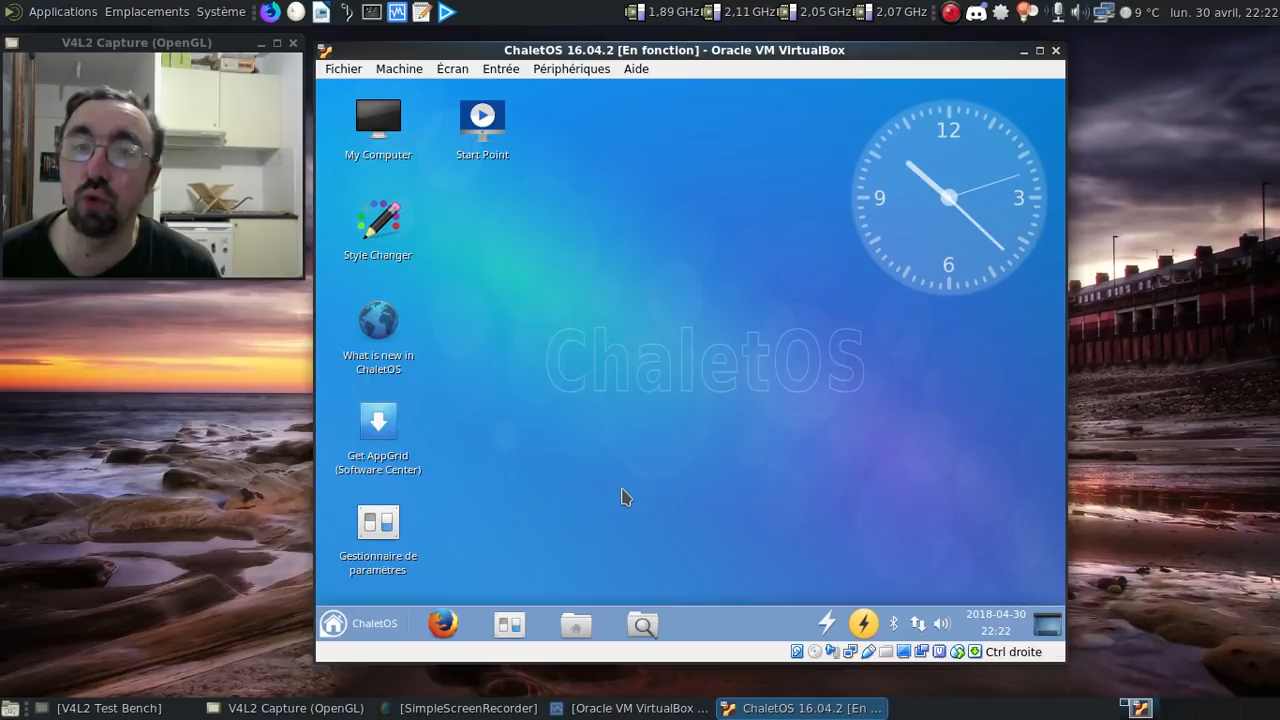 Applications Emplacements Système
1,89 GHz 2,11 GHz 2,05 GHz 2,07 GHz 9 °C lun. 30 avril, 22:22
V4L2 Capture (OpenGL)
ChaletOS 16.04.2 [En fonction] - Oracle VM VirtualBox
Fichier Machine Écran Entrée Périphériques Aide
My Computer
Start Point
12
3
6
9
Style Changer
What is new in
ChaletOS
ChaletOS
Get AppGrid
(Software Center)
Gestionnaire de
paramètres
ChaletOS
2018-04-30
22:22
Ctrl droite
[V4L2 Test Bench] V4L2 Capture (OpenGL) [SimpleScreenRecorder] [Oracle VM VirtualBox ... ChaletOS 16.04.2 [En ...